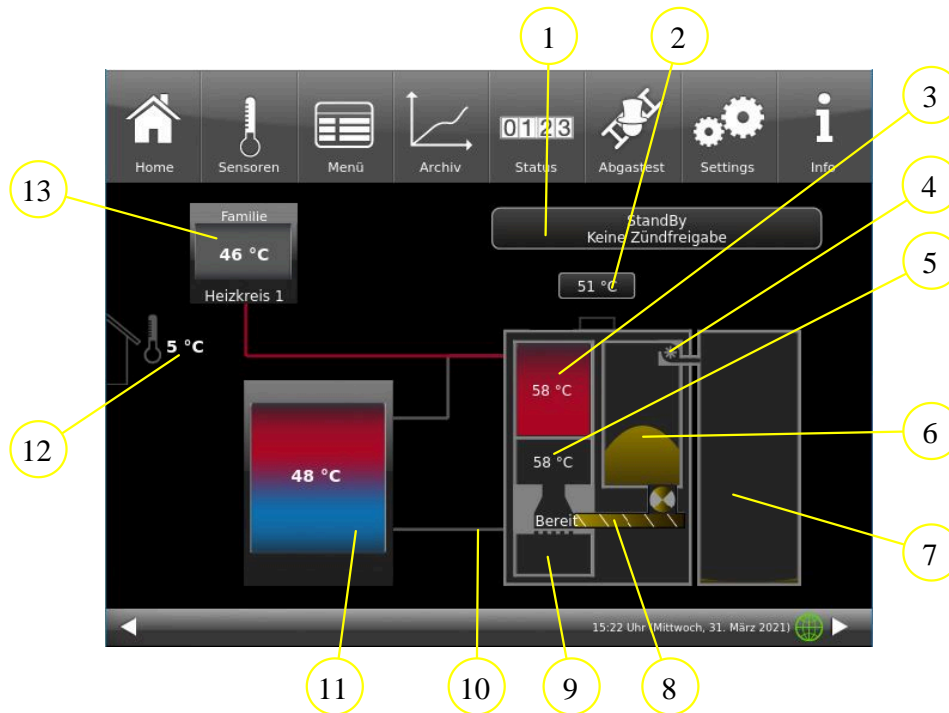 1
2
3
4
5
6
7
8
9
10
11
12
13
Home
Sensoren
Menü
Archiv
0123
Status
Abgastest
Settings
Info
Familie
46 °C
Heizkreis 1
StandBy
Keine Zündfreigabe
51 °C
5 °C
58 °C
58 °C
48 °C
Bereit
15:22 Uhr (Mittwoch, 31. März 2021)